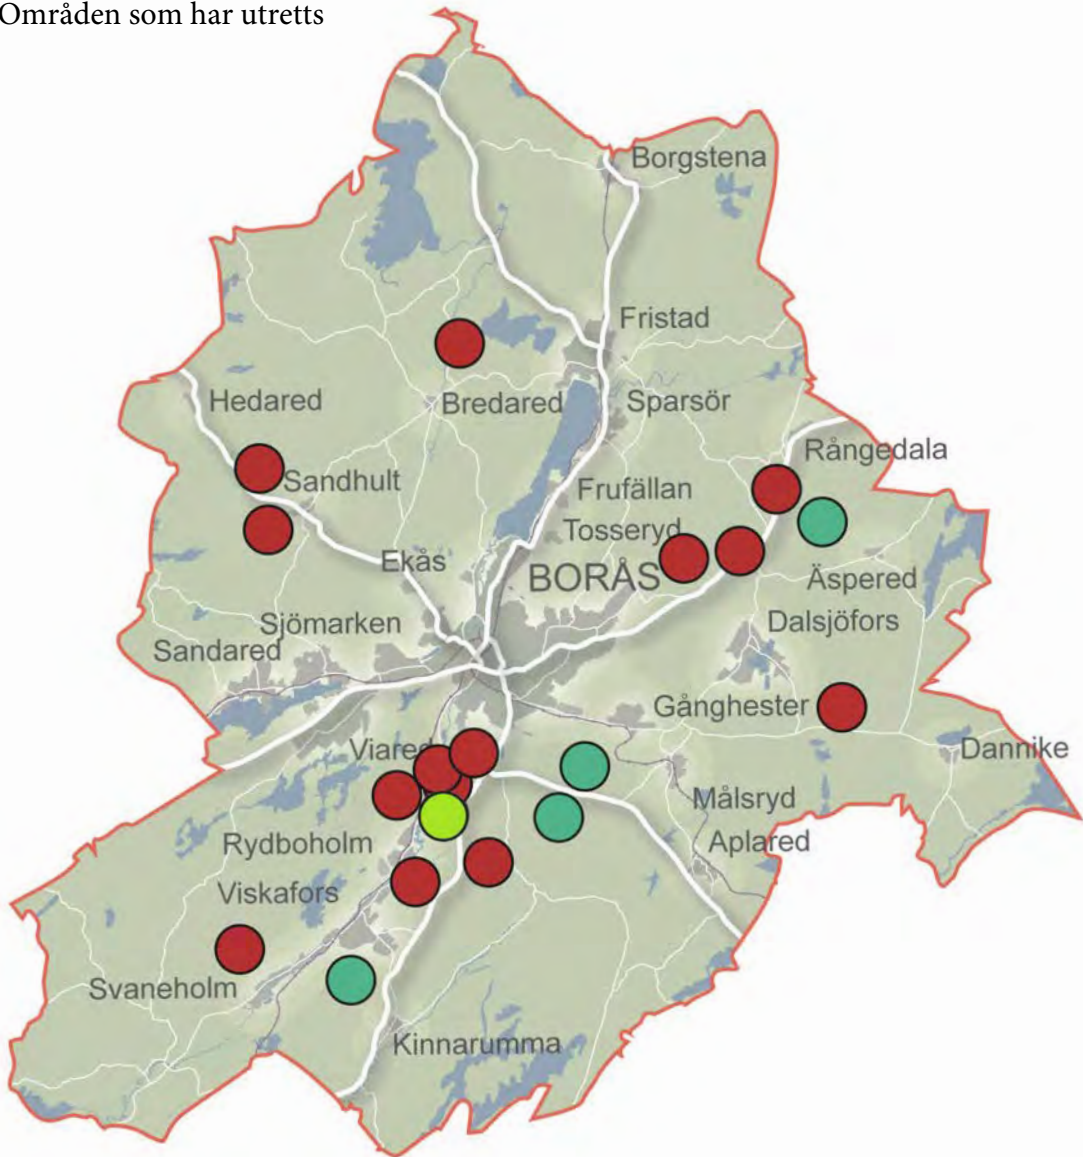 Områden som har utretts
Borgstena
Fristad
Hedared
Bredared
Sparsör
Rångedala
Sandhult
Frufällan
Tosseryd
Ekås
BORÅS
Äspered
Sjömarken
Dalsjöfors
Sandared
Gånghester
Viared
Dannike
Målsryd
Rydboholm
Aplared
Viskafors
Svaneholm
Kinnarumma